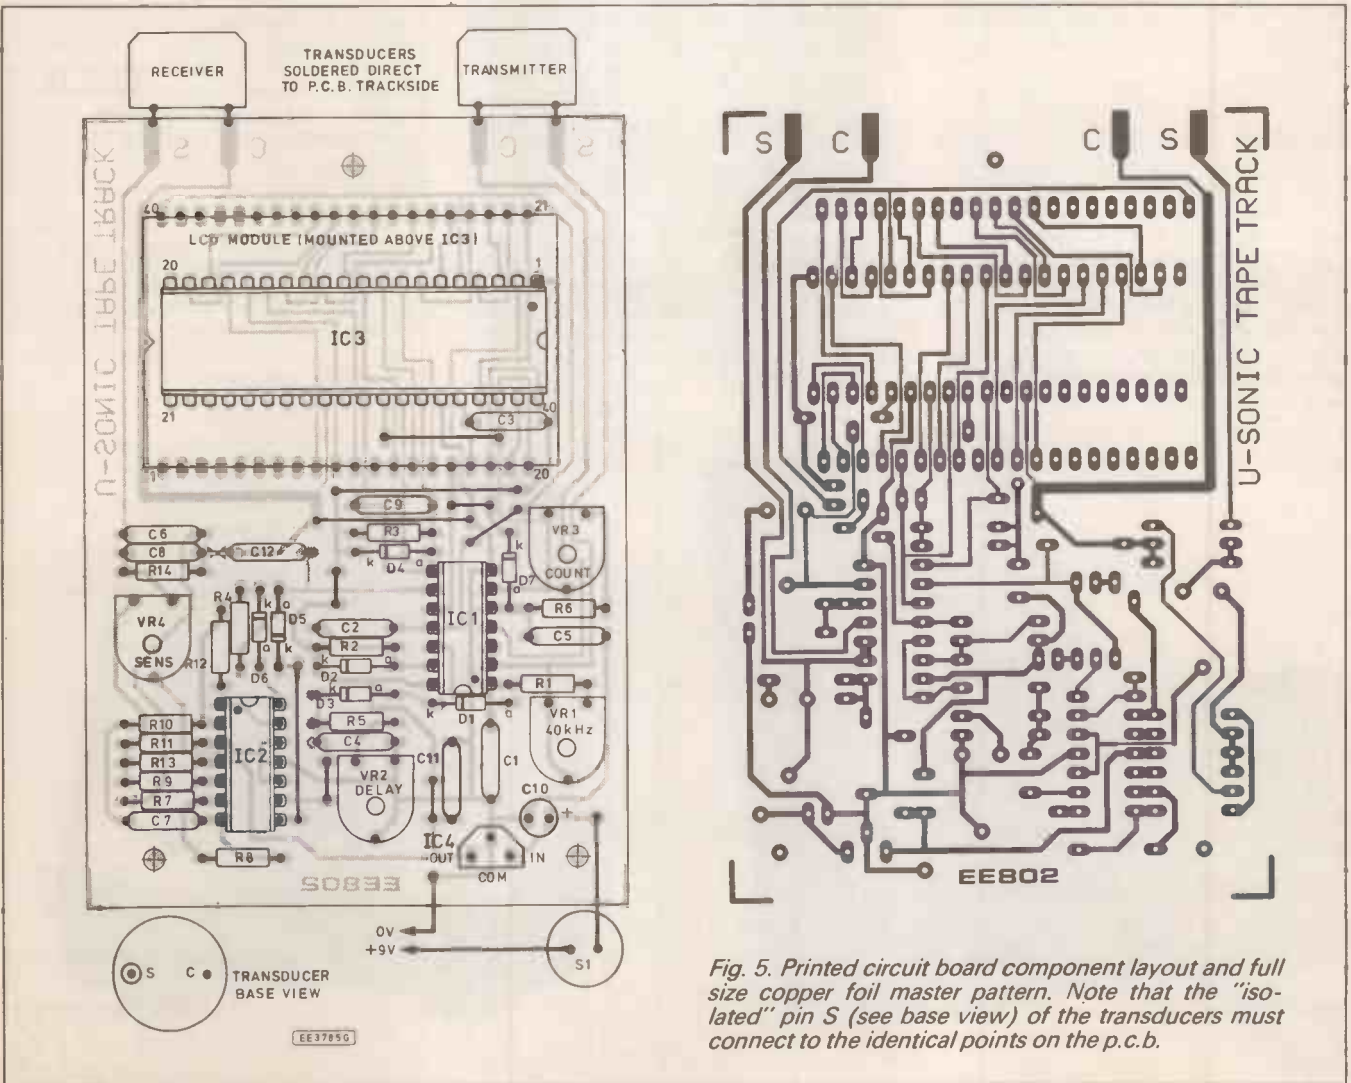 RECEIVER
TRANSDUCERS
SOLDERED DIRECT
TO P.C.B. TRACKSIDE
TRANSMITTER
S
C
C
S
U-SONIC TAPE TRACK
40
21
LCD MODULE (MOUNTED ABOVE IC3)
20
1
IC3
21
40
C3
1
20
C9
C6
C8
C12
R14
R3
k
D4
a
k
D7
a
VR3
COUNT
VR4
SENS
R4
k
a
D5
R12
a
k
D6
C2
R2
k
a
D2
IC1
R6
C5
D3
k
a
R1
k
D1
a
VR1
40kHz
R10
R11
R13
R9
R7
C7
IC2
R5
C4
C11
C1
VR2
DELAY
C10
+
IC4
OUT
IN
COM
R8
EE802
0V
+9V
S1
S
C
TRANSDUCER
BASE VIEW
EE3785G
S
C
C
S
U-SONIC TAPE TRACK
EE802
Fig. 5. Printed circuit board component layout and full
size copper foil master pattern. Note that the "iso-
lated" pin S (see base view) of the transducers must
connect to the identical points on the p.c.b.